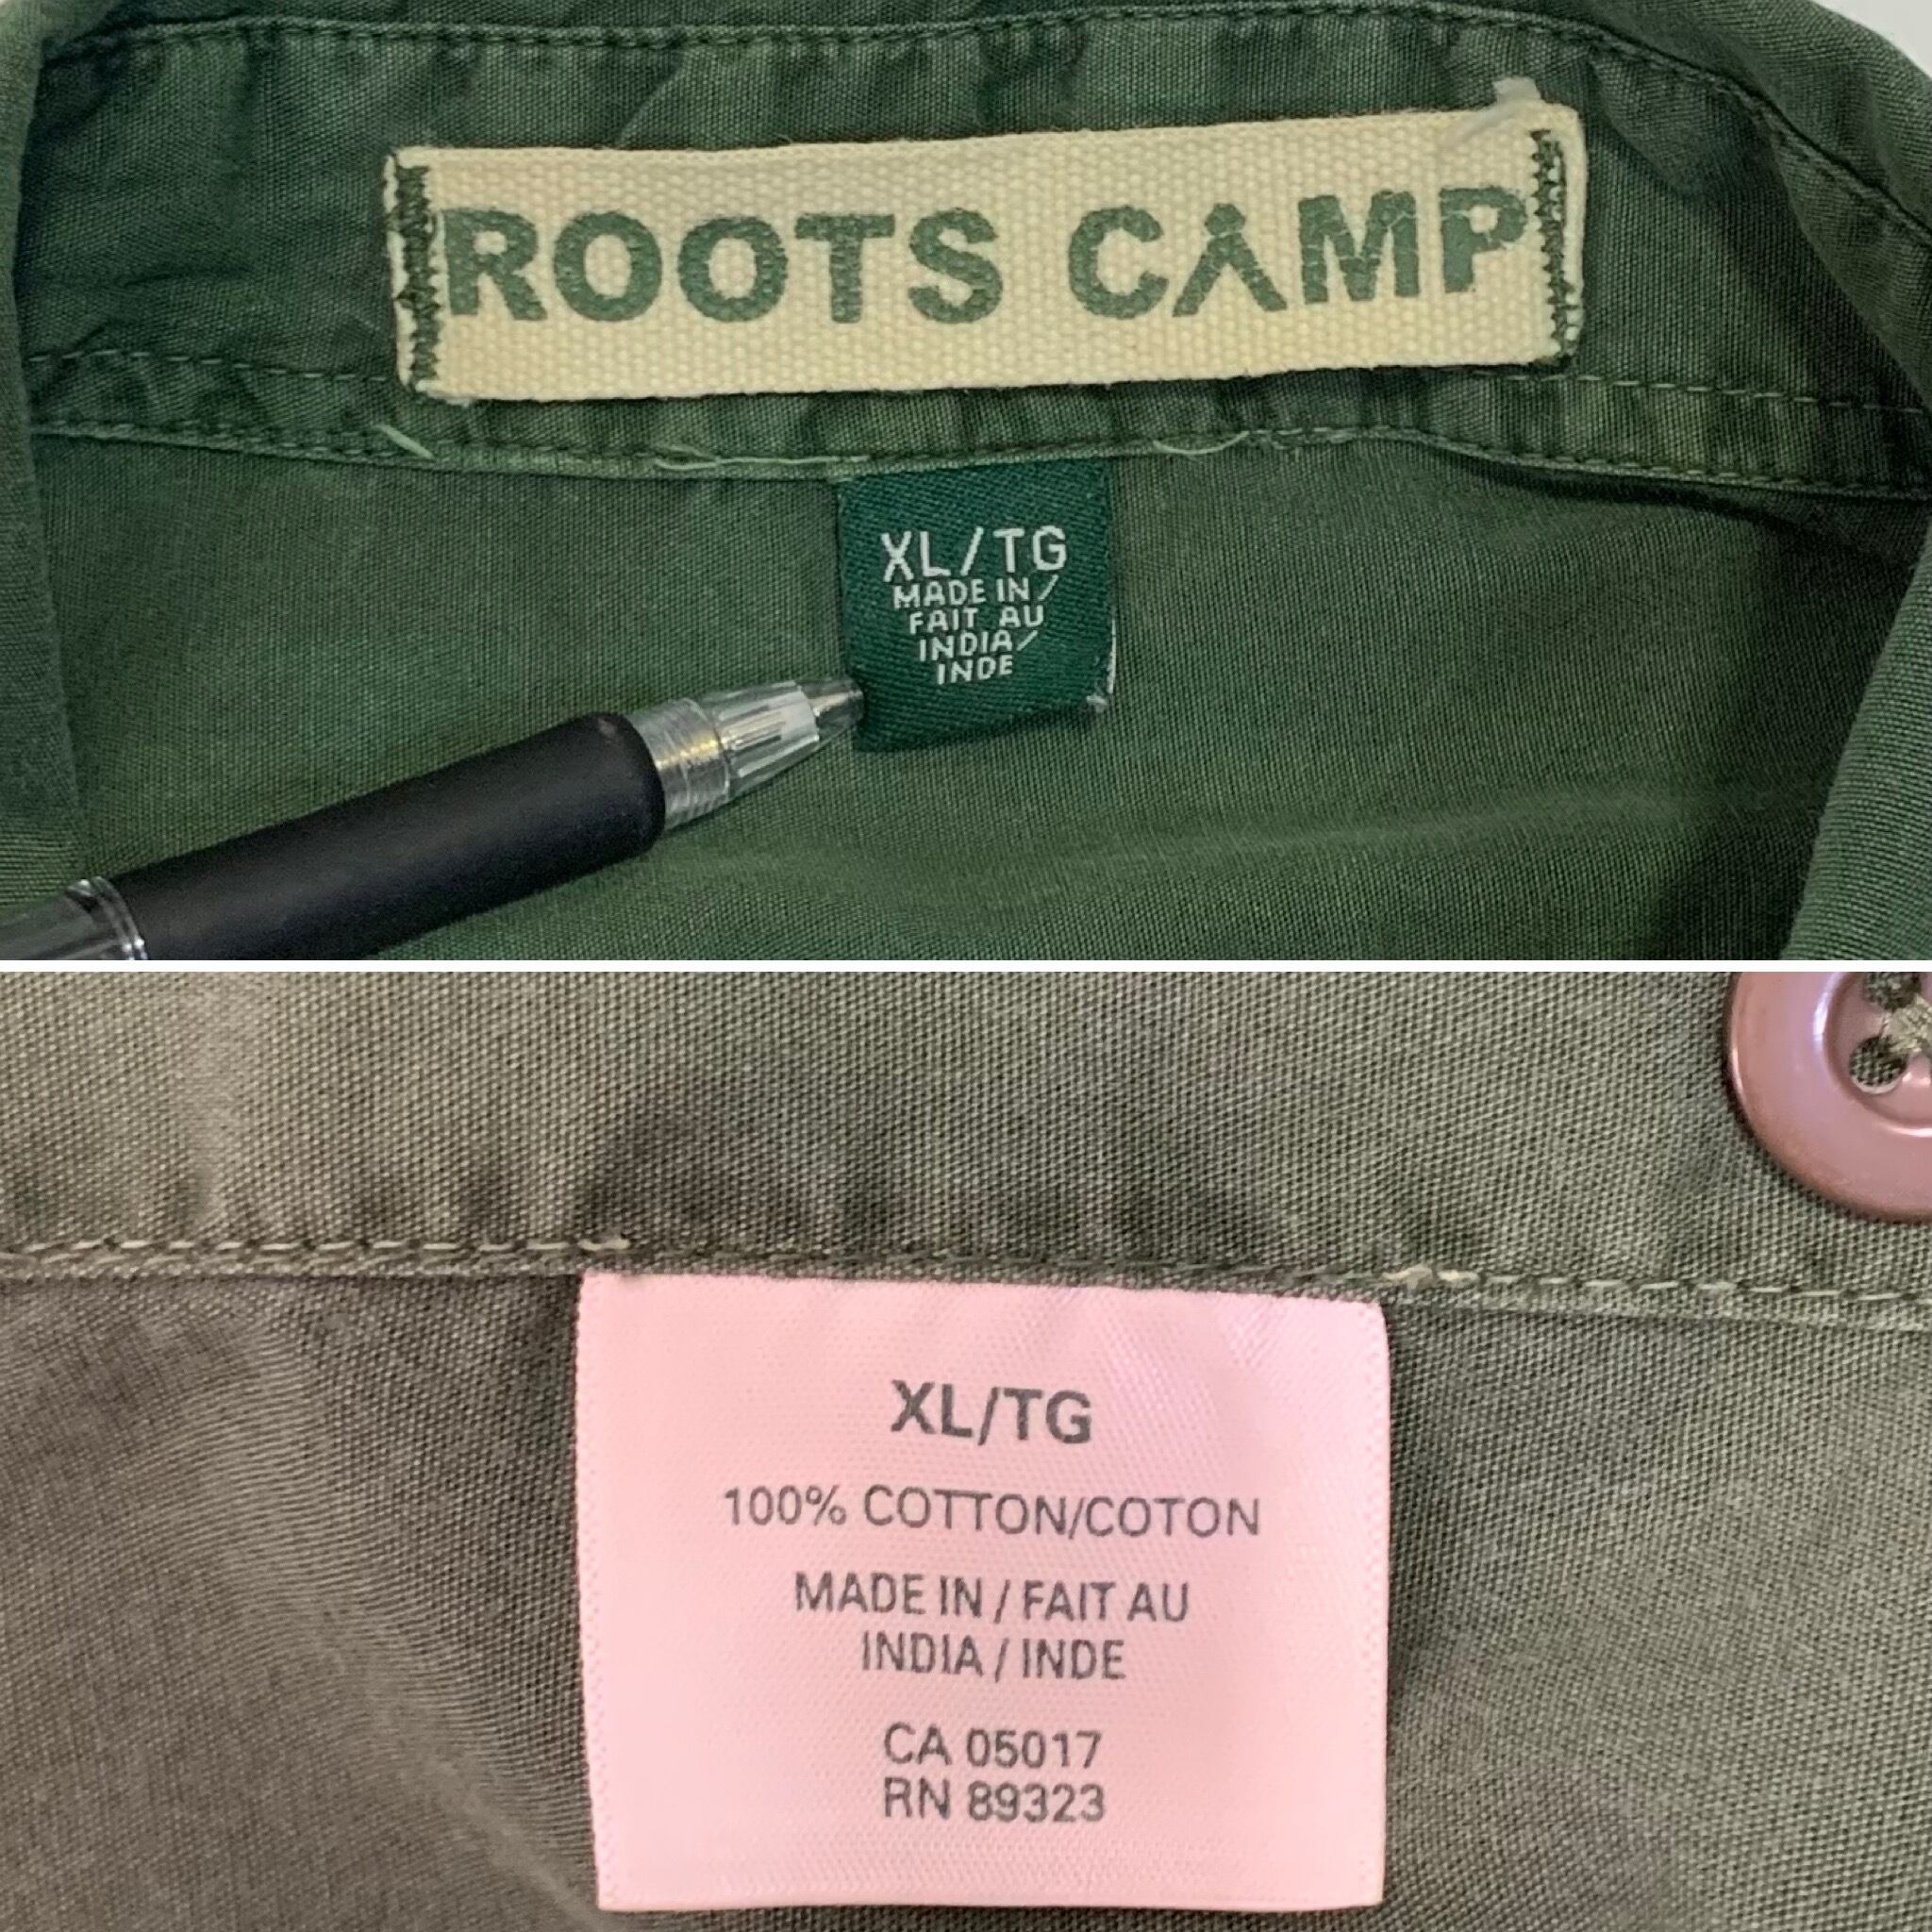 ROOTS CAMP
XL/TG
MADE IN/
FAIT AU
INDIA/
INDE
XL/TG
100% COTTON/COTON
MADE IN / FAIT AU
INDIA / INDE
CA 05017
RN 89323